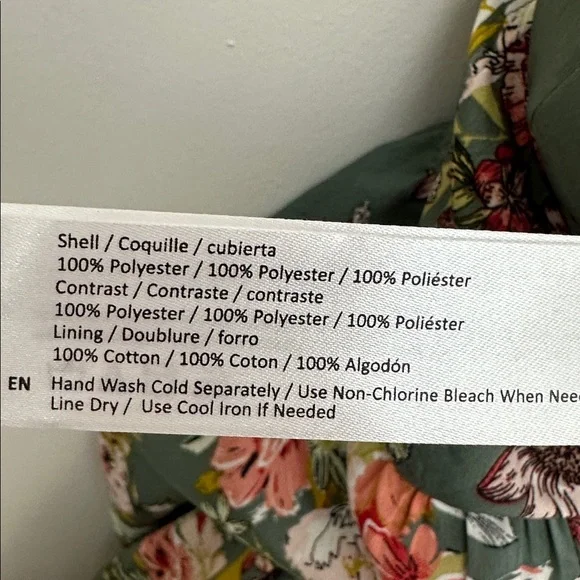 Shell / Coquille / cubierta
100% Polyester / 100% Polyester / 100% Poliéster
Contrast / Contraste / contraste
100% Polyester / 100% Polyester / 100% Poliéster
Lining / Doublure / forro
100% Cotton / 100% Coton / 100% Algodón
EN Hand Wash Cold Separately / Use Non-Chlorine Bleach When
Line Dry / Use Cool Iron If Needed